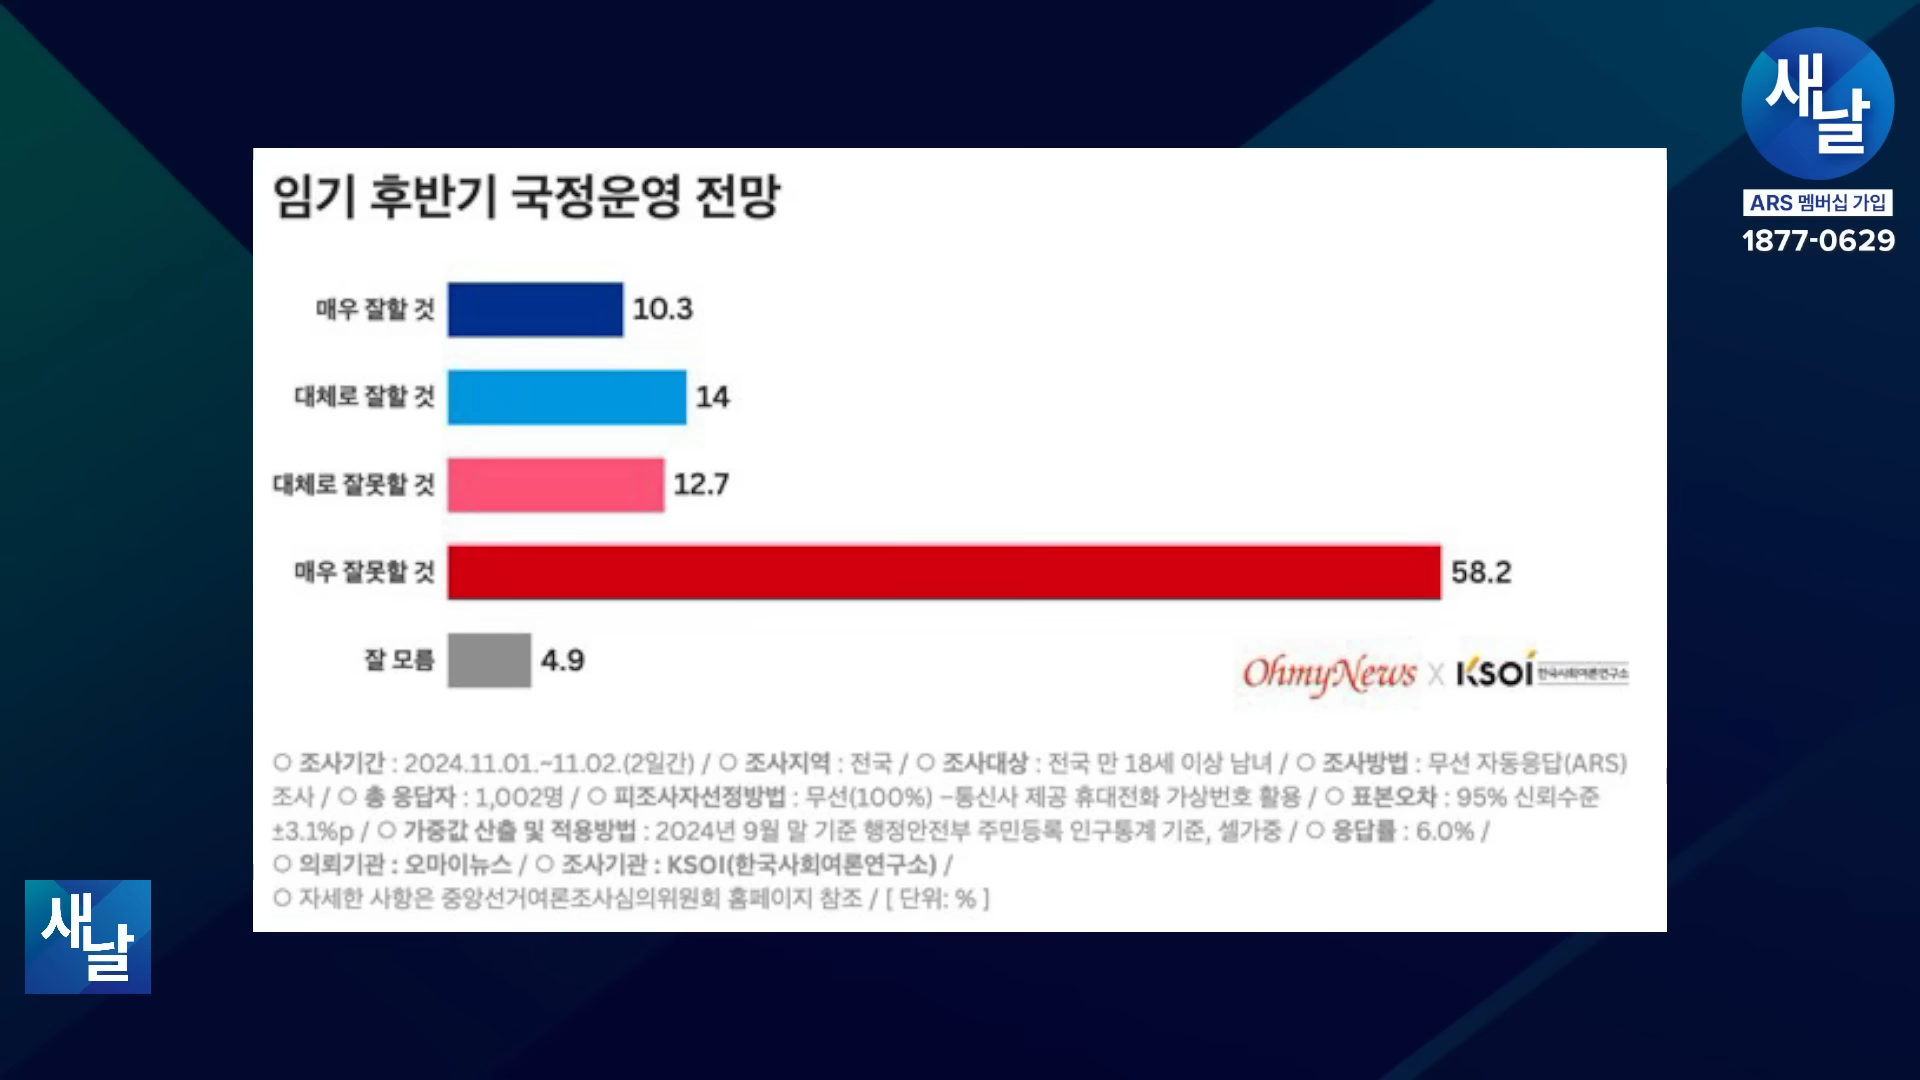 새날
ARS 멤버십 가입
1877-0629
임기 후반기 국정운영 전망
매우 잘할 것 10.3
대체로 잘할 것 14
대체로 잘못할 것 12.7
매우 잘못할 것 58.2
잘 모름 4.9
OhmyNews X KSOI 한국사회여론연구소
○ 조사기간 : 2024.11.01.~11.02.(2일간) / ○ 조사지역 : 전국 / ○ 조사대상 : 전국 만 18세 이상 남녀 / ○ 조사방법 : 무선 자동응답(ARS)
조사 / ○ 총 응답자 : 1,002명 / ○ 피조사자선정방법 : 무선(100%) –통신사 제공 휴대전화 가상번호 활용 / ○ 표본오차 : 95% 신뢰수준
±3.1%p / ○ 가중값 산출 및 적용방법 : 2024년 9월 말 기준 행정안전부 주민등록 인구통계 기준, 셀가중 / ○ 응답률 : 6.0% /
○ 의뢰기관 : 오마이뉴스 / ○ 조사기관 : KSOI(한국사회여론연구소) /
○ 자세한 사항은 중앙선거여론조사심의위원회 홈페이지 참조 / [ 단위: % ]
새날